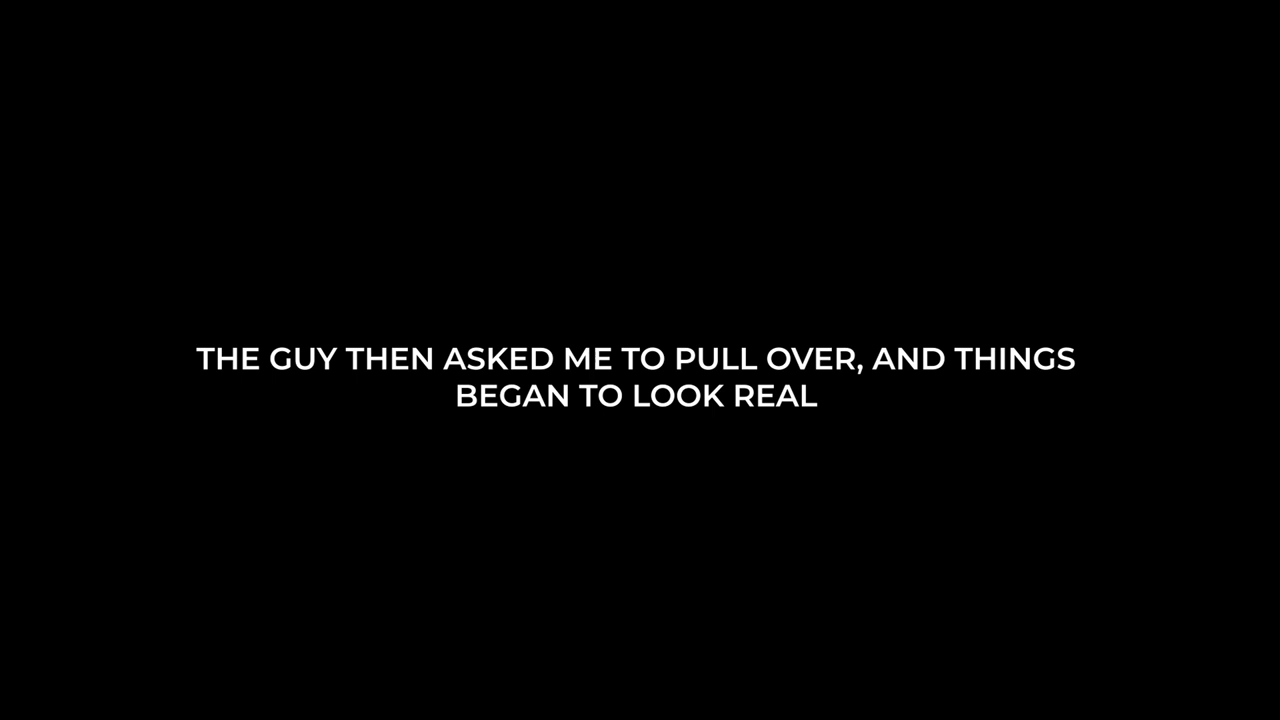 THE GUY THEN ASKED ME TO PULL OVER, AND THINGS
BEGAN TO LOOK REAL